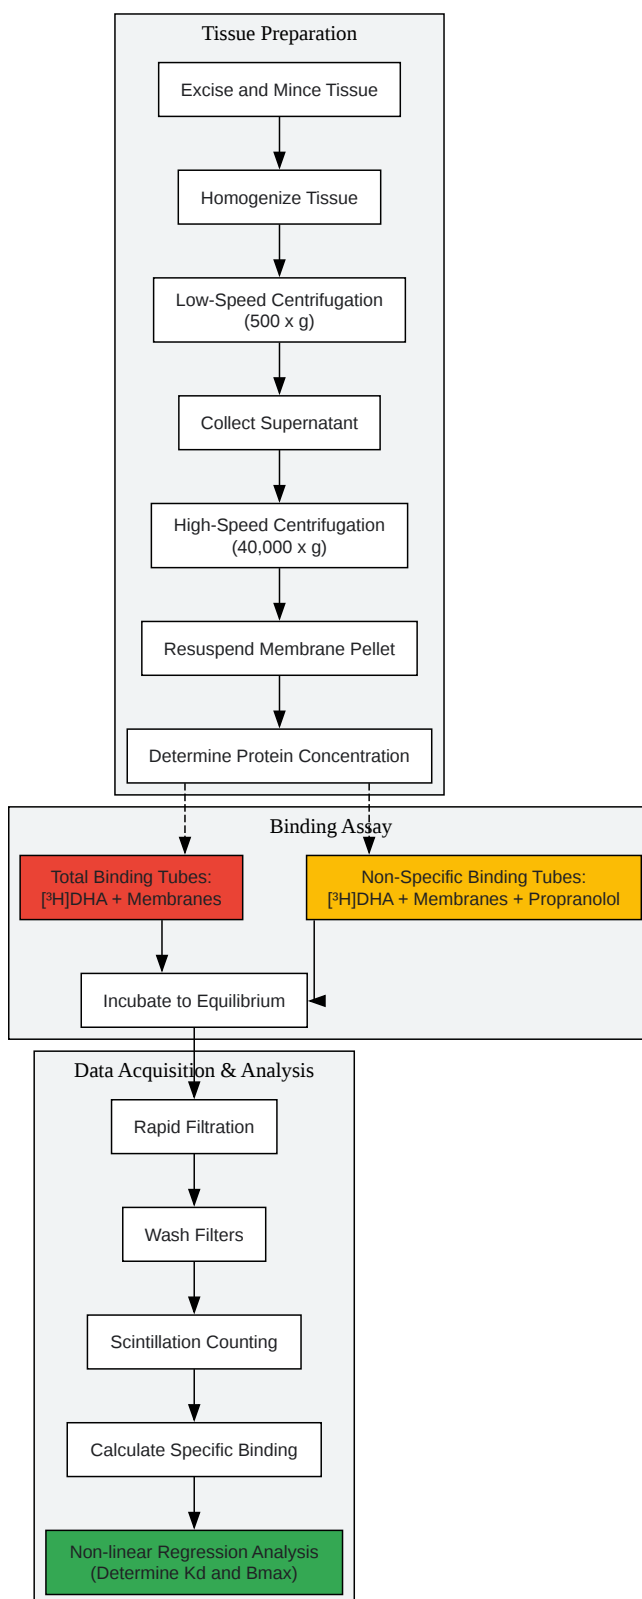 Tissue Preparation
Excise and Mince Tissue
Homogenize Tissue
Low-Speed Centrifugation
(500 x g)
Collect Supernatant
High-Speed Centrifugation
(40,000 x g)
Resuspend Membrane Pellet
Determine Protein Concentration
Binding Assay
Total Binding Tubes:
[³H]DHA + Membranes
Non-Specific Binding Tubes:
[³H]DHA + Membranes + Propranolol
Incubate to Equilibrium
Data Acquisition & Analysis
Rapid Filtration
Wash Filters
Scintillation Counting
Calculate Specific Binding
Non-linear Regression Analysis
(Determine Kd and Bmax)